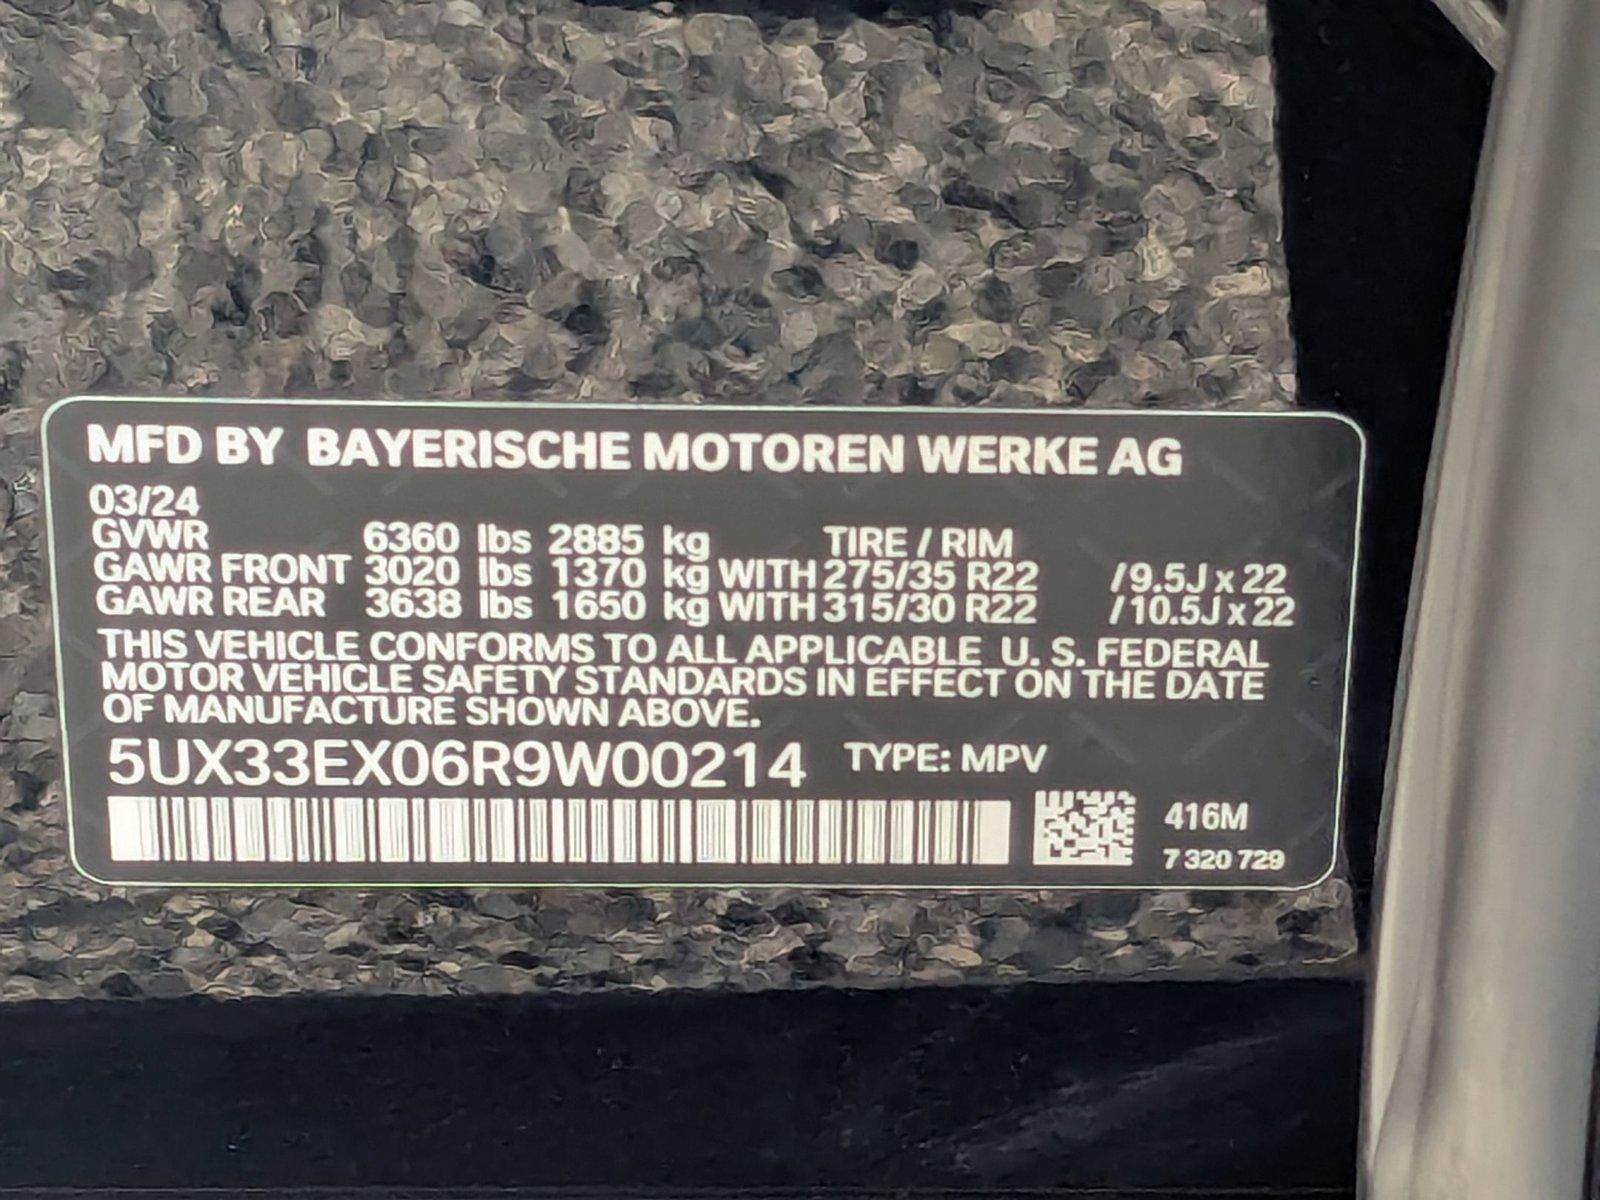 MFD BY BAYERISCHE MOTOREN WERKE AG
03/24
GVWR 6360 lbs 2885 kg TIRE / RIM
GAWR FRONT 3020 lbs 1370 kg WITH 275/35 R22 /9.5J x 22
GAWR REAR 3638 lbs 1650 kg WITH 315/30 R22 /10.5J x 22
THIS VEHICLE CONFORMS TO ALL APPLICABLE U. S. FEDERAL
MOTOR VEHICLE SAFETY STANDARDS IN EFFECT ON THE DATE
OF MANUFACTURE SHOWN ABOVE.
5UX33EX06R9W00214 TYPE: MPV
416M
7 320 729